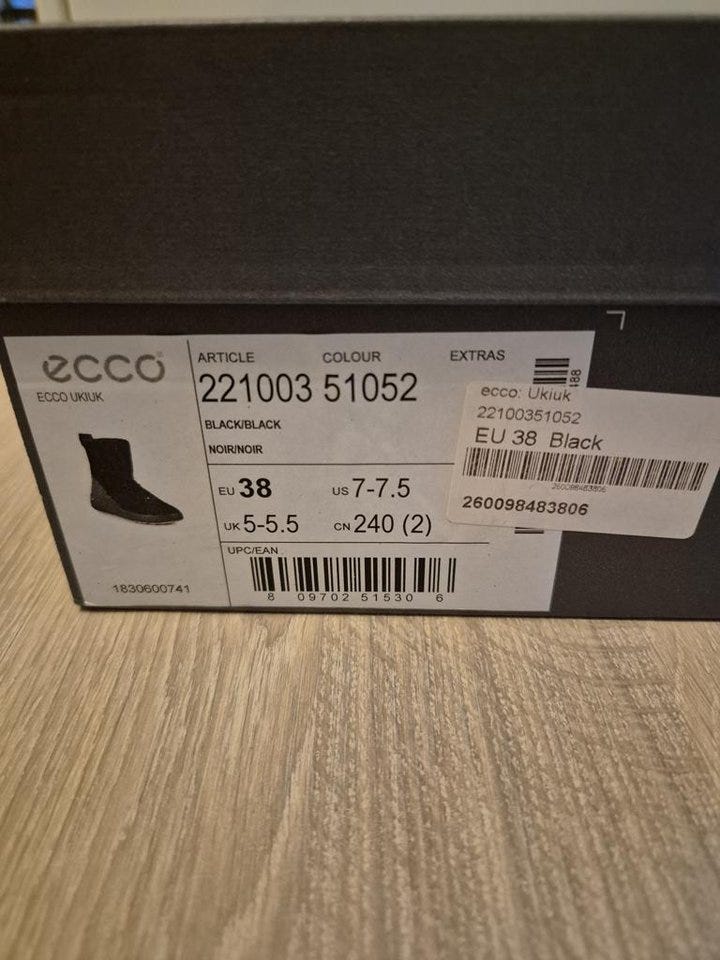 ecco
ECCO UKIUK
1830600741
ARTICLE COLOUR EXTRAS
221003 51052
BLACK/BLACK
NOIR/NOIR
EU 38 US 7-7.5
UK 5-5.5 CN 240 (2)
UPC/EAN
8 09702 51530 6
488
ecco: Ukiuk
22100351052
EU 38 Black
260098483806
260098483806